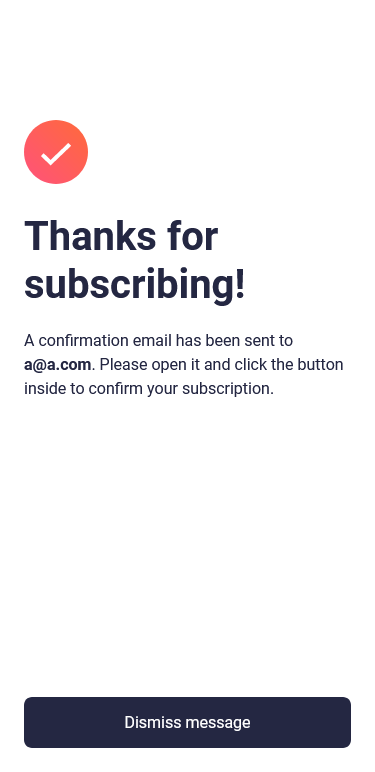 Thanks for
subscribing!
A confirmation email has been sent to
a@a.com. Please open it and click the button
inside to confirm your subscription.
Dismiss message